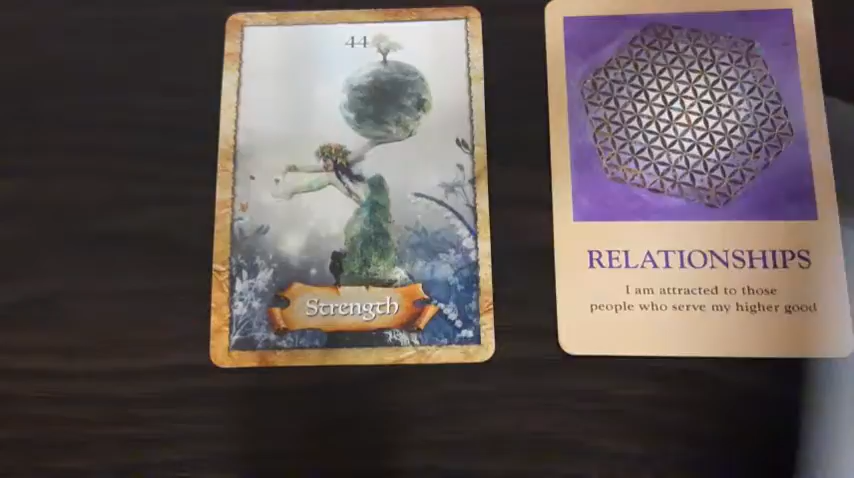 44
Strength
RELATIONSHIPS
I am attracted to those
people who serve my higher good